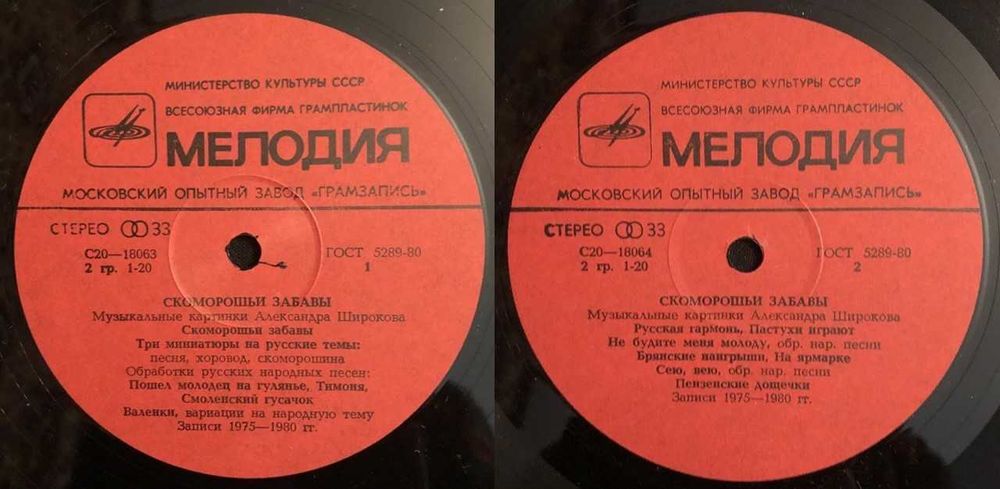 МИНИСТЕРСТВО КУЛЬТУРЫ СССР
ВСЕСОЮЗНАЯ ФИРМА ГРАМПЛАСТИНОК
МЕЛОДИЯ
МОСКОВСКИЙ ОПЫТНЫЙ ЗАВОД «ГРАМЗАПИСЬ»
СТЕРЕО 33
С20—18063 ГОСТ 5289-80
2 гр. 1-20 1
СКОМОРОШЬИ ЗАБАВЫ
Музыкальные картинки Александра Широкова
Скоморошьи забавы
Три миниатюры на русские темы:
песня, хоровод, скоморошина
Обработки русских народных песен:
Пошел молодец на гулянье, Тимоня,
Смоленский гусачок
Валенки, вариации на народную тему
Записи 1975—1980 гг.
МИНИСТЕРСТВО КУЛЬТУРЫ СССР
ВСЕСОЮЗНАЯ ФИРМА ГРАМПЛАСТИНОК
МЕЛОДИЯ
МОСКОВСКИЙ ОПЫТНЫЙ ЗАВОД «ГРАМЗАПИСЬ»
СТЕРЕО 33
С20—18064 ГОСТ 5289-80
2 гр. 1-20 2
СКОМОРОШЬИ ЗАБАВЫ
Музыкальные картинки Александра Широкова
Русская гармонь, Пастухи играют
Не будите меня молоду, обр. нар. песни
Брянские наигрыши, На ярмарке
Сею, вею, обр. нар. песни
Пензенские дощечки
Записи 1975—1980 гг.